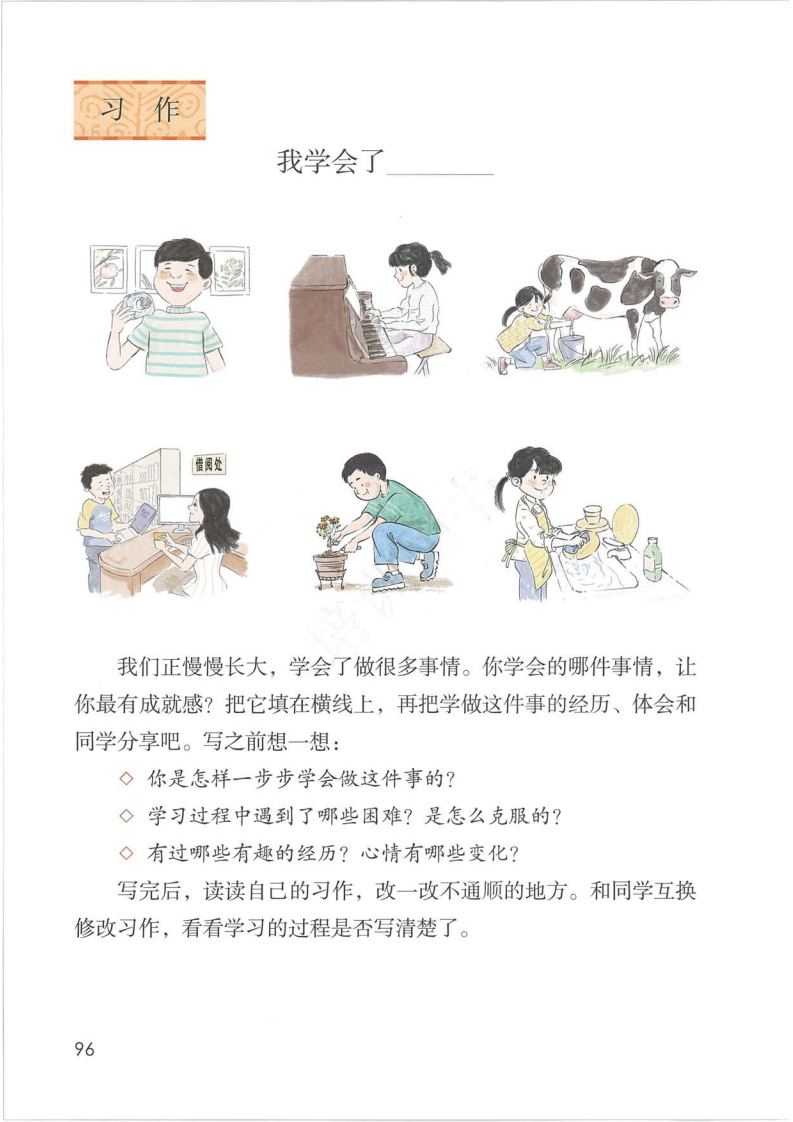 习 作
我学会了________
借阅处
我们正慢慢长大，学会了做很多事情。你学会的哪件事情，让
你最有成就感？把它填在横线上，再把学做这件事的经历、体会和
同学分享吧。写之前想一想：
◇ 你是怎样一步步学会做这件事的？
◇ 学习过程中遇到了哪些困难？是怎么克服的？
◇ 有过哪些有趣的经历？心情有哪些变化？
写完后，读读自己的习作，改一改不通顺的地方。和同学互换
修改习作，看看学习的过程是否写清楚了。
96